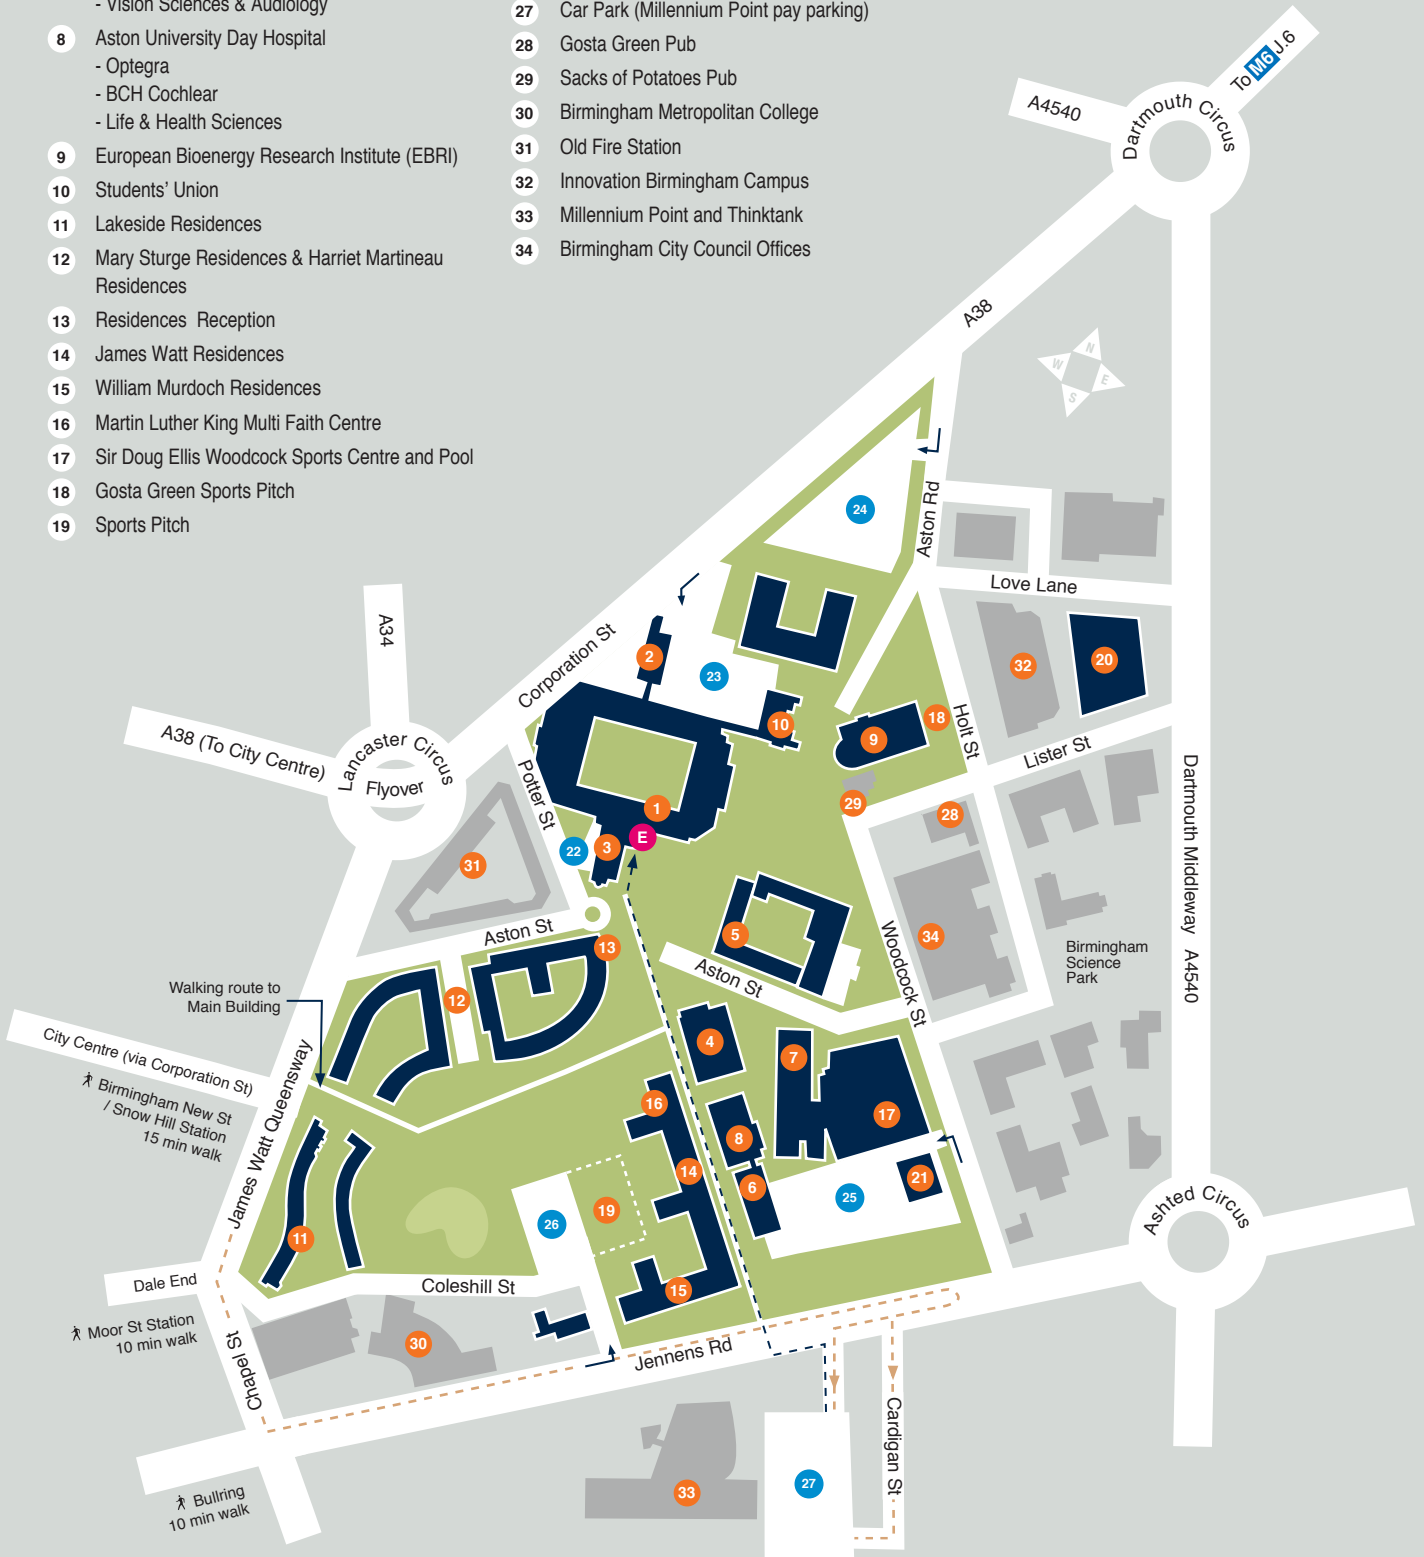 - Vision Sciences & Audiology
8 Aston University Day Hospital
- Optegra
- BCH Cochlear
- Life & Health Sciences
9 European Bioenergy Research Institute (EBRI)
10 Students' Union
11 Lakeside Residences
12 Mary Sturge Residences & Harriet Martineau
Residences
13 Residences Reception
14 James Watt Residences
15 William Murdoch Residences
16 Martin Luther King Multi Faith Centre
17 Sir Doug Ellis Woodcock Sports Centre and Pool
18 Gosta Green Sports Pitch
19 Sports Pitch
27 Car Park (Millennium Point pay parking)
28 Gosta Green Pub
29 Sacks of Potatoes Pub
30 Birmingham Metropolitan College
31 Old Fire Station
32 Innovation Birmingham Campus
33 Millennium Point and Thinktank
34 Birmingham City Council Offices
To M6 J.6
A4540
Dartmouth Circus
A38
N
W
E
S
24
Aston Rd
Love Lane
A34
Corporation St
2
23
32
20
10
9
18
Holt St
A38 (To City Centre)
Lancaster Circus
Flyover
Potter St
Lister St
1
29
28
E
22
3
31
Dartmouth Middleway A4540
Aston St
13
5
34
Woodcock St
Birmingham
Science
Park
Aston St
12
Walking route to
Main Building
City Centre (via Corporation St)
Birmingham New St
/ Snow Hill Station
15 min walk
James Watt Queensway
4
7
16
17
8
14
6
21
25
19
26
11
Ashted Circus
Dale End
Coleshill St
15
Moor St Station
10 min walk
30
Chapel St
Jennens Rd
Cardigan St
33
27
Bullring
10 min walk